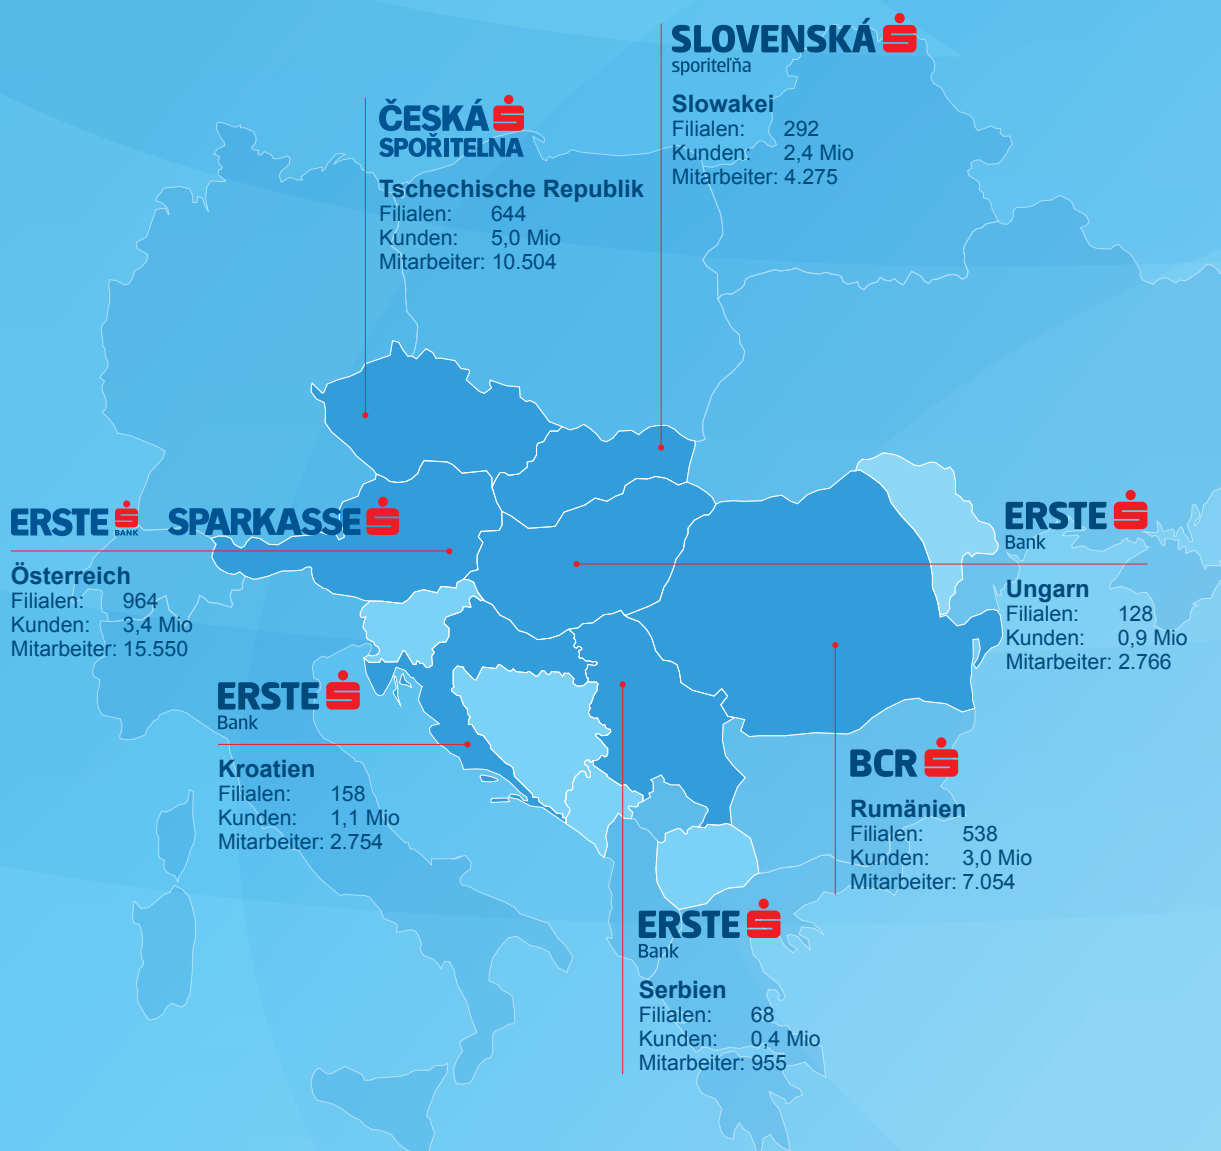 SLOVENSKÁ
sporiteľňa
Slowakei
Filialen: 292
Kunden: 2,4 Mio
Mitarbeiter: 4.275
ČESKÁ
SPOŘITELNA
Tschechische Republik
Filialen: 644
Kunden: 5,0 Mio
Mitarbeiter: 10.504
ERSTE BANK SPARKASSE
Österreich
Filialen: 964
Kunden: 3,4 Mio
Mitarbeiter: 15.550
ERSTE
Bank
Ungarn
Filialen: 128
Kunden: 0,9 Mio
Mitarbeiter: 2.766
ERSTE
Bank
Kroatien
Filialen: 158
Kunden: 1,1 Mio
Mitarbeiter: 2.754
BCR
Rumänien
Filialen: 538
Kunden: 3,0 Mio
Mitarbeiter: 7.054
ERSTE
Bank
Serbien
Filialen: 68
Kunden: 0,4 Mio
Mitarbeiter: 955